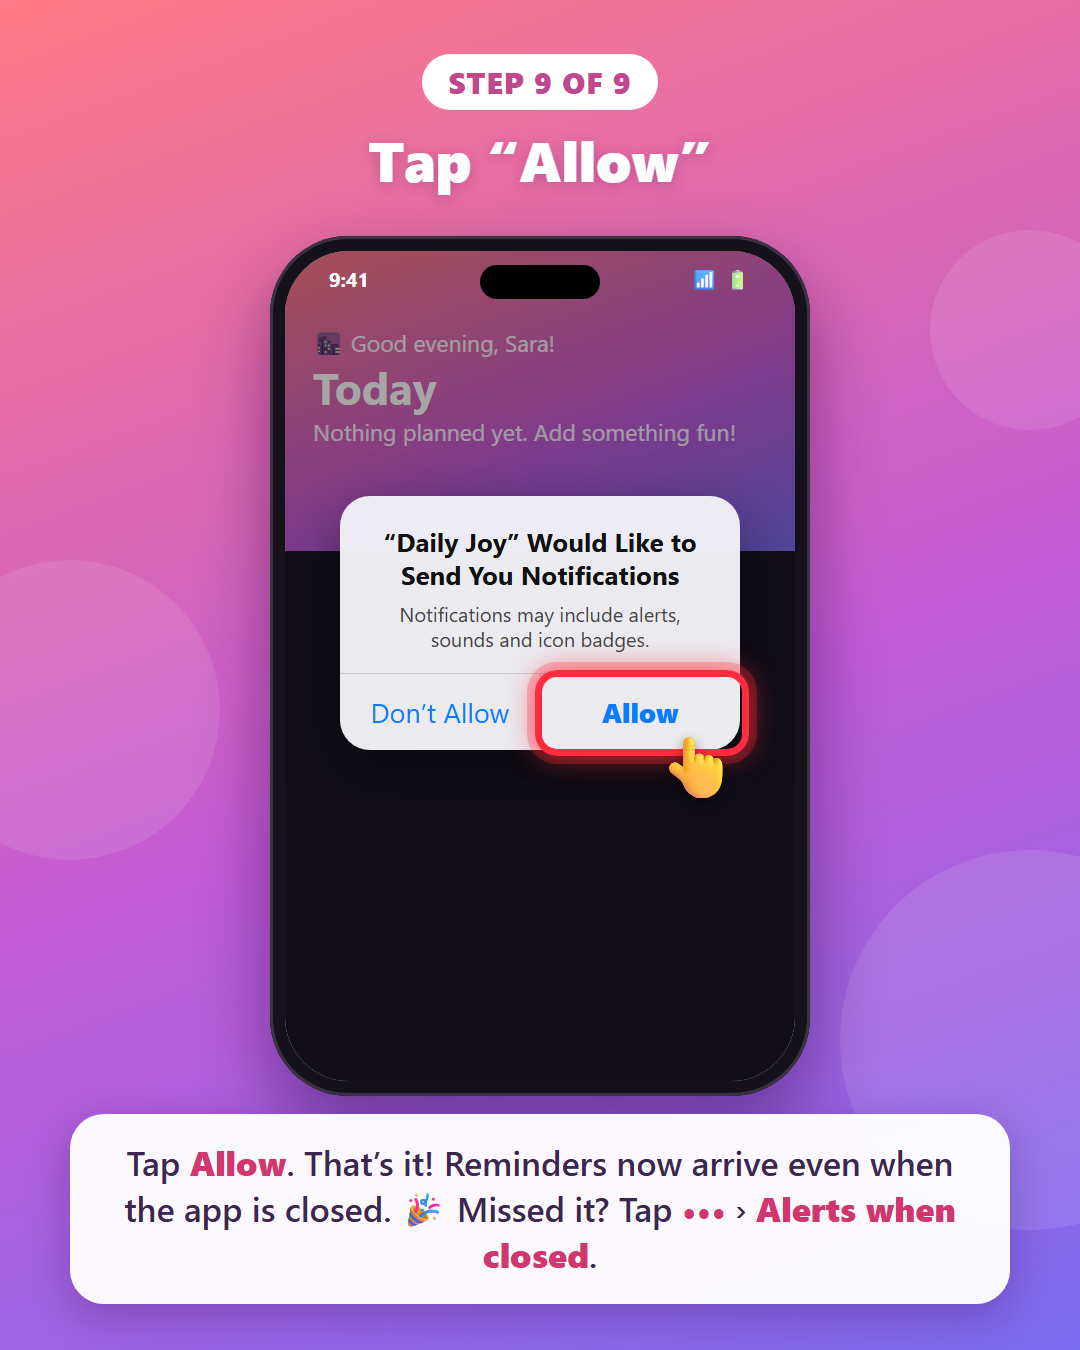 STEP 9 OF 9
Tap “Allow”
9:41
Good evening, Sara!
Today
Nothing planned yet. Add something fun!
“Daily Joy” Would Like to
Send You Notifications
Notifications may include alerts,
sounds and icon badges.
Don’t Allow
Allow
Tap Allow. That’s it! Reminders now arrive even when
the app is closed. 🎉 Missed it? Tap ••• › Alerts when
closed.